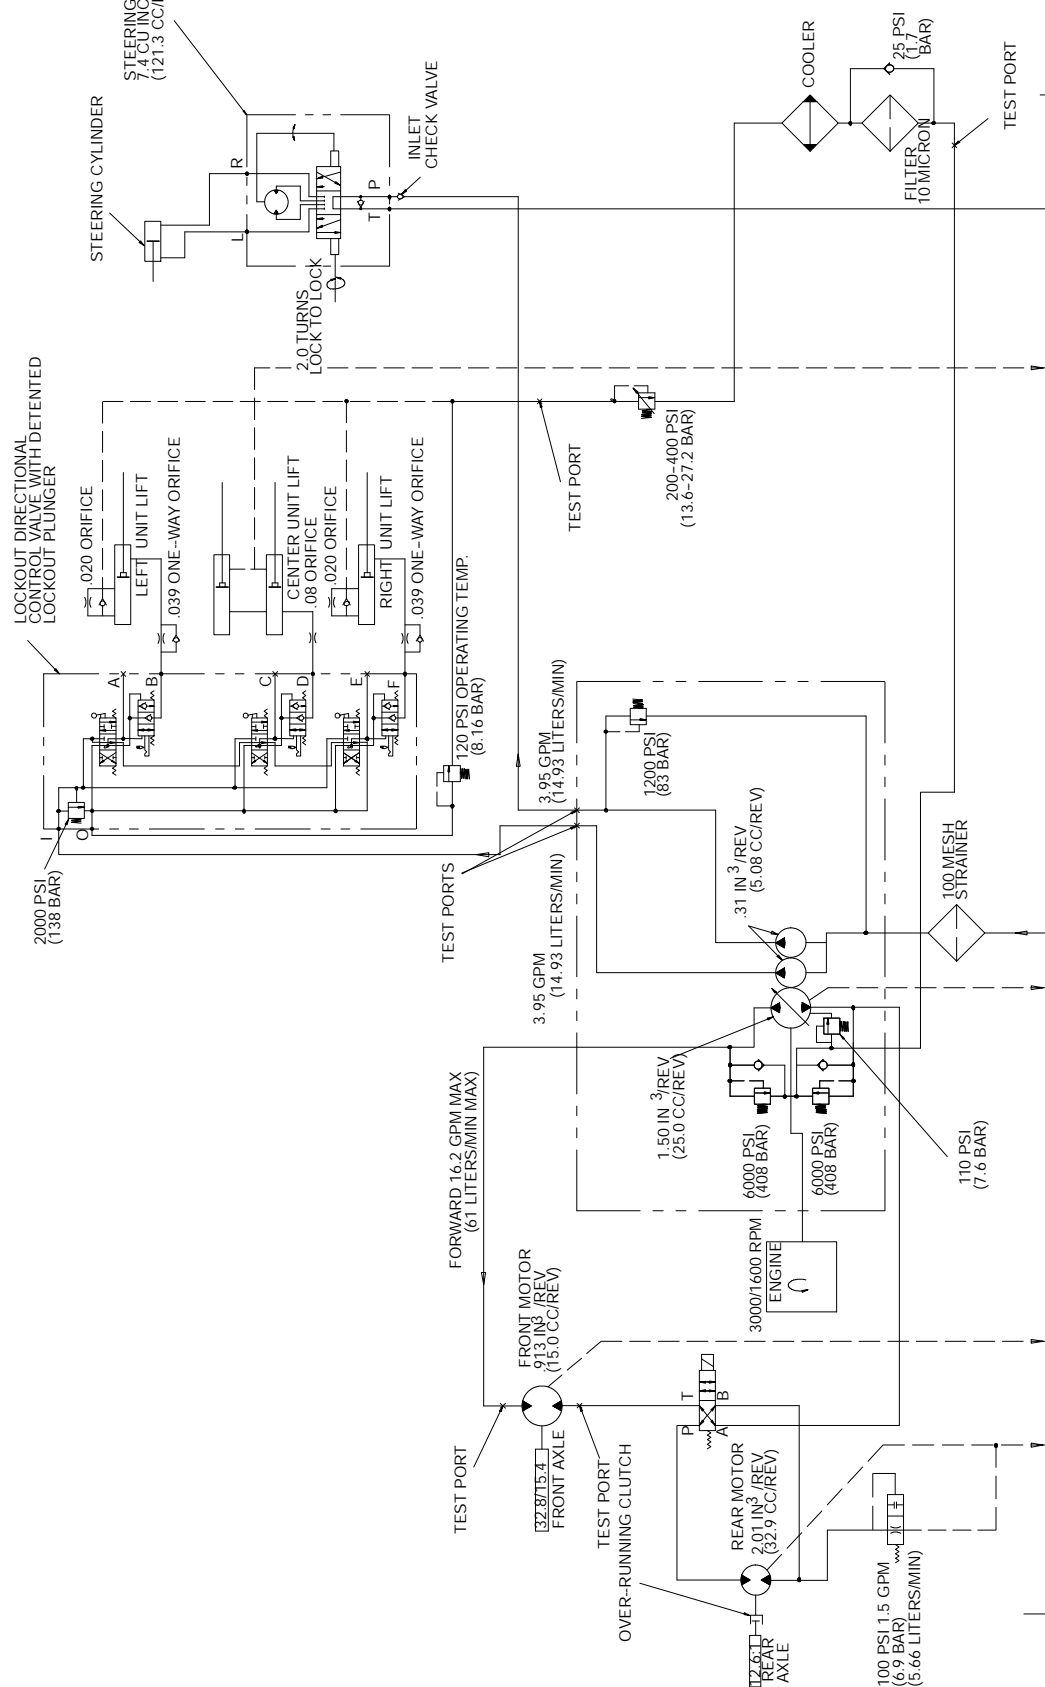 STEERING
7.4 CU INC
(121.3 CC/
STEERING CYLINDER
L
R
T
P
INLET
CHECK VALVE
2.0 TURNS
LOCK TO LOCK
COOLER
25 PSI
(1.7
BAR)
FILTER
10 MICRON
TEST PORT
LOCKOUT DIRECTIONAL
CONTROL VALVE WITH DETENTED
LOCKOUT PLUNGER
.020 ORIFICE
LEFT UNIT LIFT
.039 ONE-WAY ORIFICE
CENTER UNIT LIFT
.08 ORIFICE
.020 ORIFICE
RIGHT UNIT LIFT
.039 ONE-WAY ORIFICE
A
B
C
D
E
F
I
O
2000 PSI
(138 BAR)
120 PSI OPERATING TEMP.
(8.16 BAR)
TEST PORT
200-400 PSI
(13.6-27.2 BAR)
TEST PORTS
3.95 GPM
(14.93 LITERS/MIN)
3.95 GPM
(14.93 LITERS/MIN)
1200 PSI
(83 BAR)
.31 IN 3/REV
(5.08 CC/REV)
100 MESH
STRAINER
1.50 IN 3/REV
(25.0 CC/REV)
6000 PSI
(408 BAR)
6000 PSI
(408 BAR)
110 PSI
(7.6 BAR)
FORWARD 16.2 GPM MAX
(61 LITERS/MIN MAX)
3000/1600 RPM
ENGINE
FRONT MOTOR
.913 IN3 /REV
(15.0 CC/REV)
TEST PORT
32.8/15.4
FRONT AXLE
TEST PORT
OVER--RUNNING CLUTCH
P
T
A
B
REAR MOTOR
2.01 IN3 /REV
(32.9 CC/REV)
12.6:1
REAR
AXLE
100 PSI 1.5 GPM
(6.9 BAR)
(5.66 LITERS/MIN)